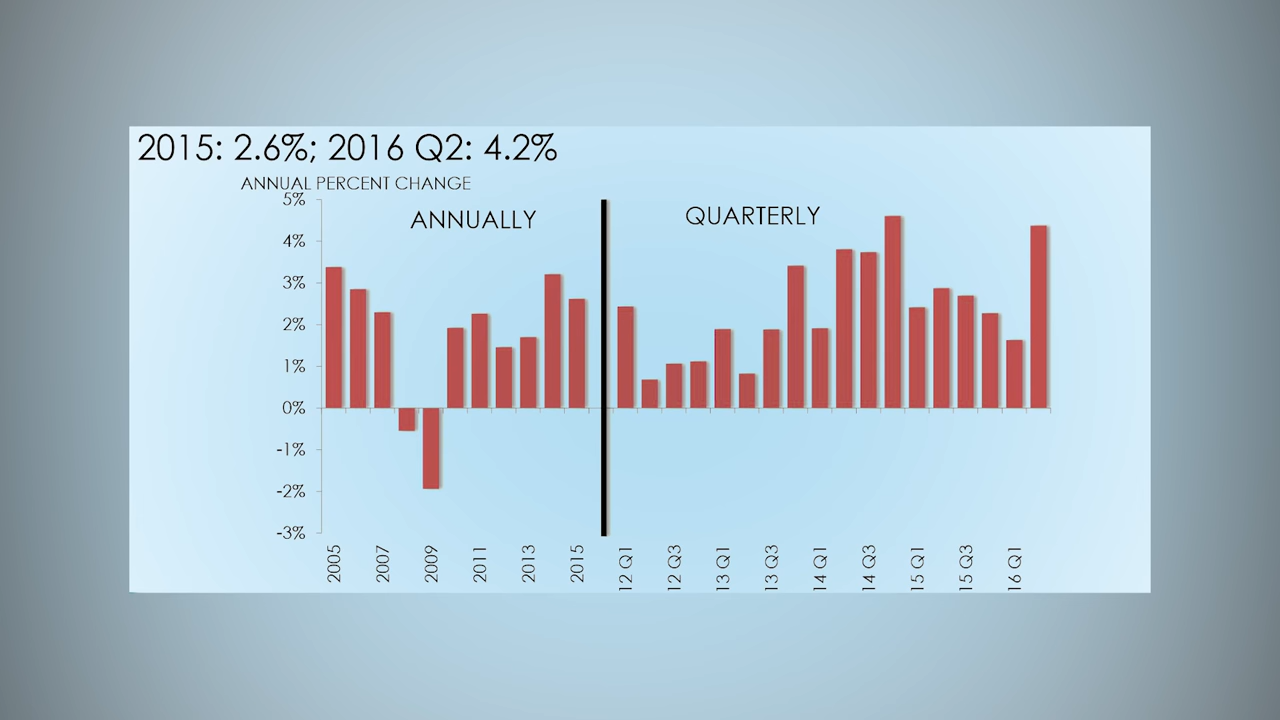 2015: 2.6%; 2016 Q2: 4.2%
ANNUAL PERCENT CHANGE
ANNUALLY
QUARTERLY
5%
4%
3%
2%
1%
0%
-1%
-2%
-3%
2005
2007
2009
2011
2013
2015
12 Q1
12 Q3
13 Q1
13 Q3
14 Q1
14 Q3
15 Q1
15 Q3
16 Q1